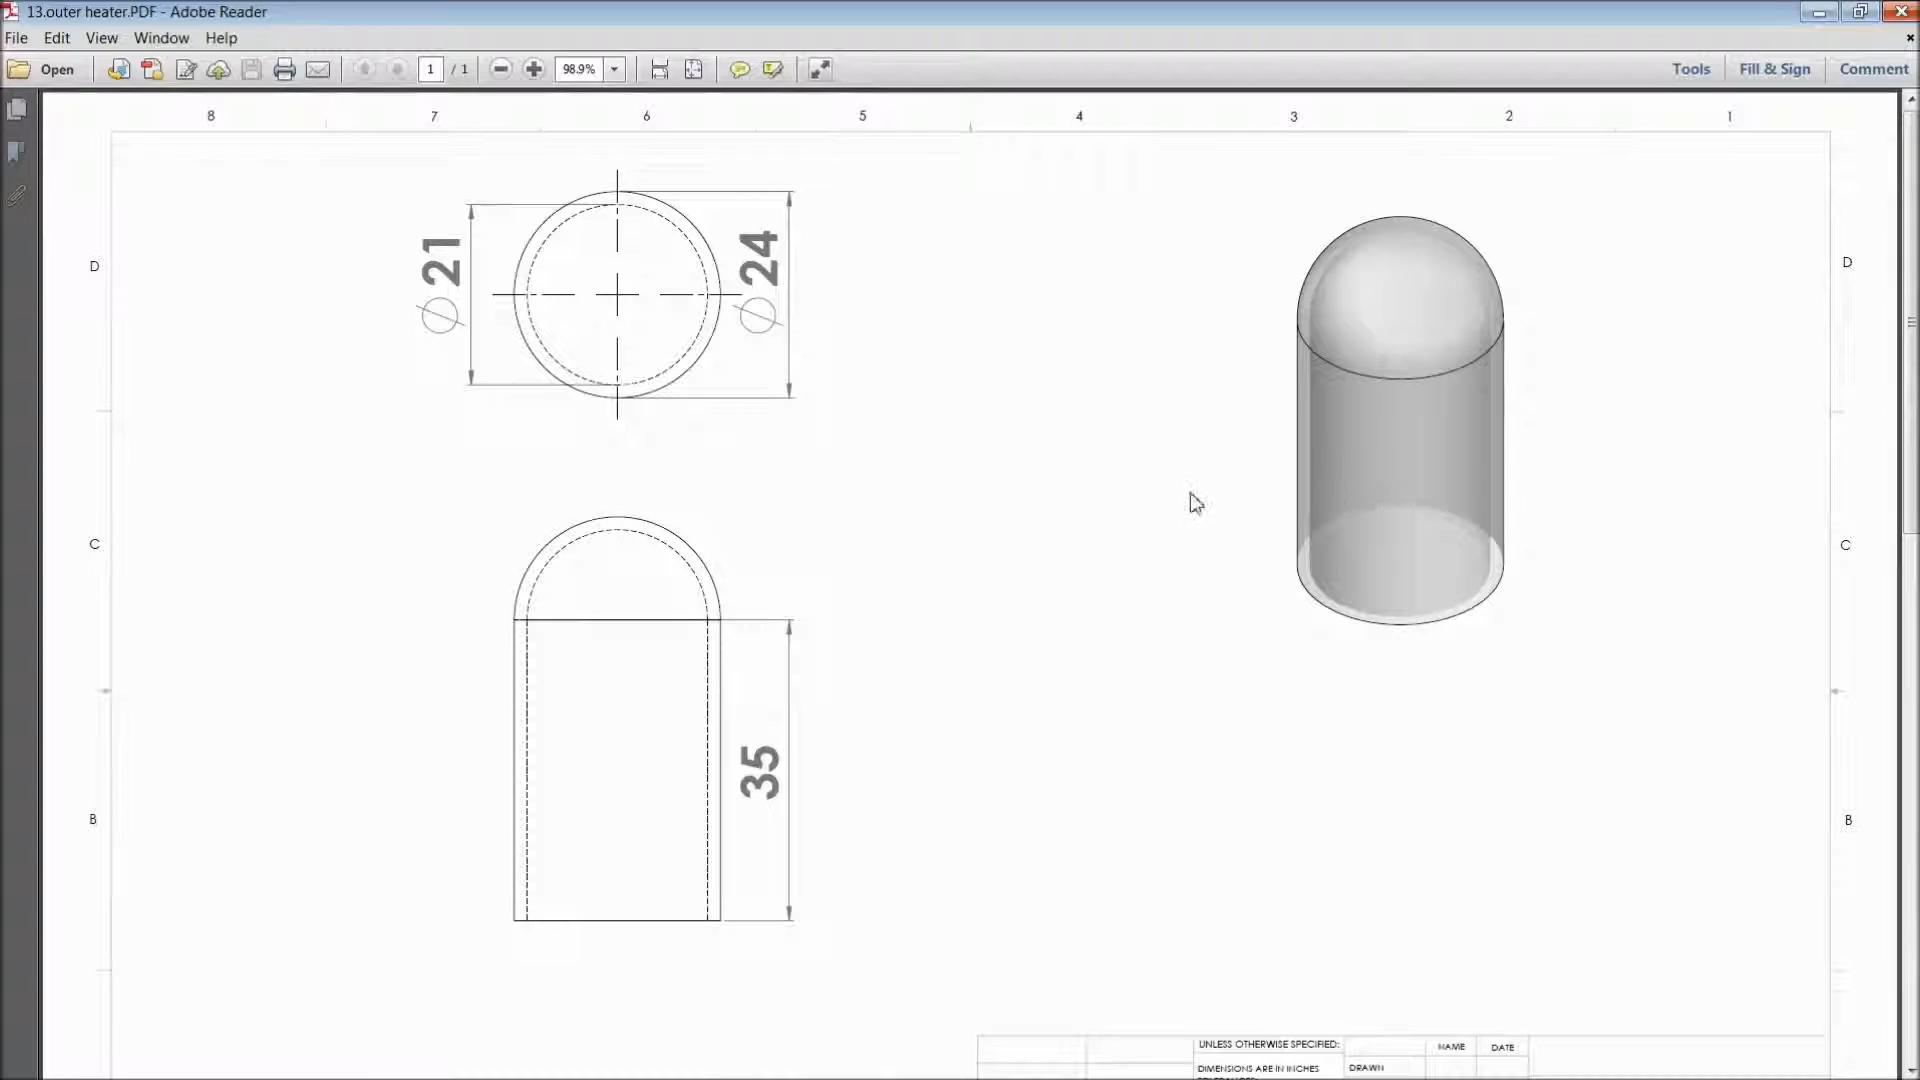 13.outer heater.PDF - Adobe Reader
File Edit View Window Help
Open 1 / 1 98.9% Tools Fill & Sign Comment
8 7 6 5 4 3 2 1
D D
∅ 21
∅ 24
C C
35
B B
UNLESS OTHERWISE SPECIFIED: NAME DATE
DIMENSIONS ARE IN INCHES DRAWN